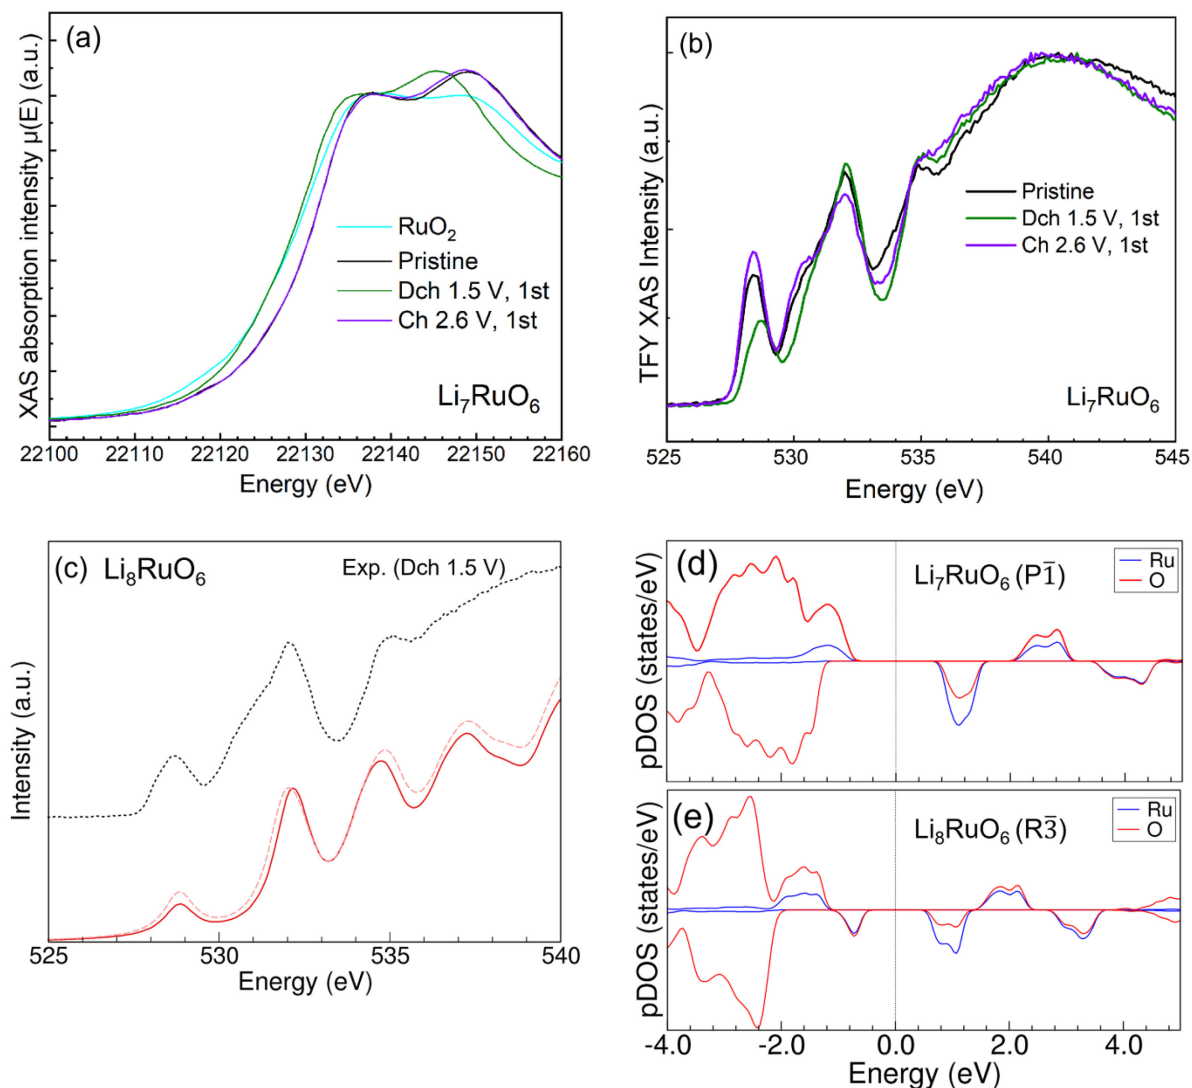 (a)
XAS absorption intensity μ(E) (a.u.)
RuO₂
Pristine
Dch 1.5 V, 1st
Ch 2.6 V, 1st
Li₇RuO₆
22100 22110 22120 22130 22140 22150 22160
Energy (eV)
(b)
TFY XAS Intensity (a.u.)
Pristine
Dch 1.5 V, 1st
Ch 2.6 V, 1st
Li₇RuO₆
525 530 535 540 545
Energy (eV)
(c) Li₈RuO₆ Exp. (Dch 1.5 V)
Intensity (a.u.)
525 530 535 540
Energy (eV)
(d) Li₇RuO₆ (P1̅)
Ru
O
pDOS (states/eV)
(e) Li₈RuO₆ (R3̅)
Ru
O
pDOS (states/eV)
-4.0 -2.0 0.0 2.0 4.0
Energy (eV)